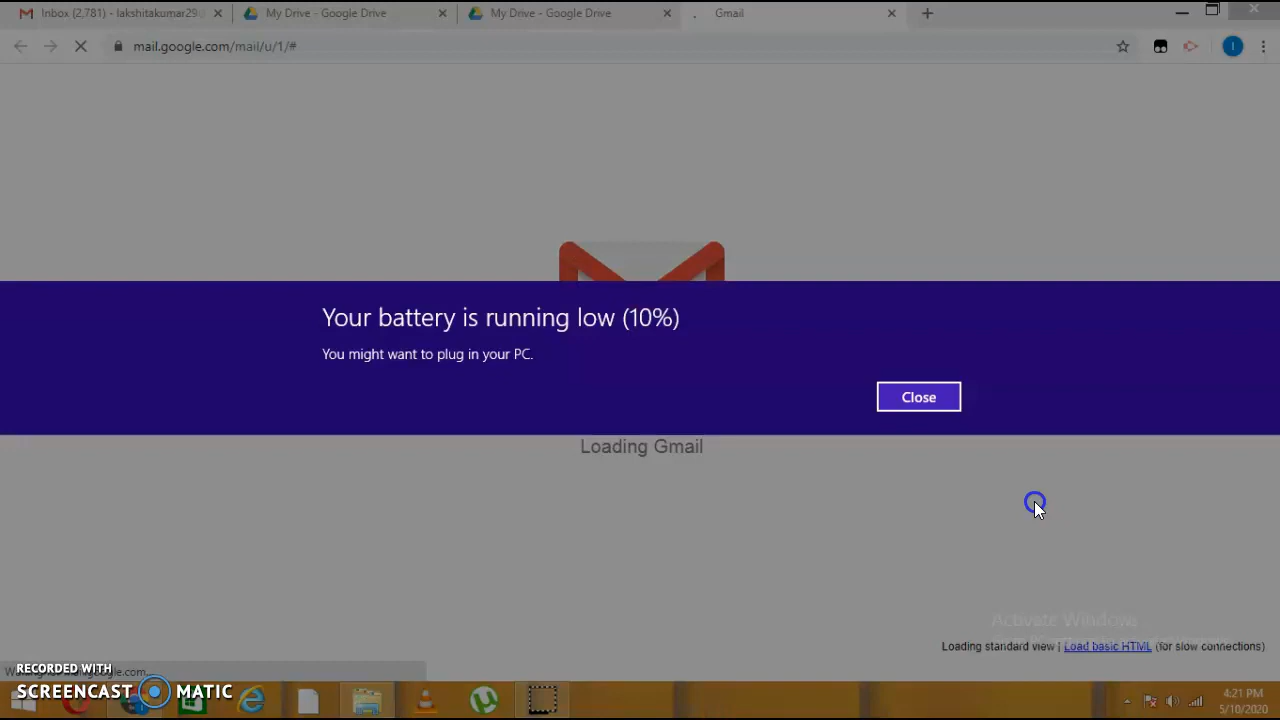 Inbox (2,781) - lakshitakumar29
My Drive - Google Drive
My Drive - Google Drive
Gmail
mail.google.com/mail/u/1/#
Your battery is running low (10%)
You might want to plug in your PC.
Close
Loading Gmail
Activate Windows
Loading standard view | Load basic HTML (for slow connections)
RECORDED WITH
SCREENCAST MATIC
4:21 PM
5/10/2020